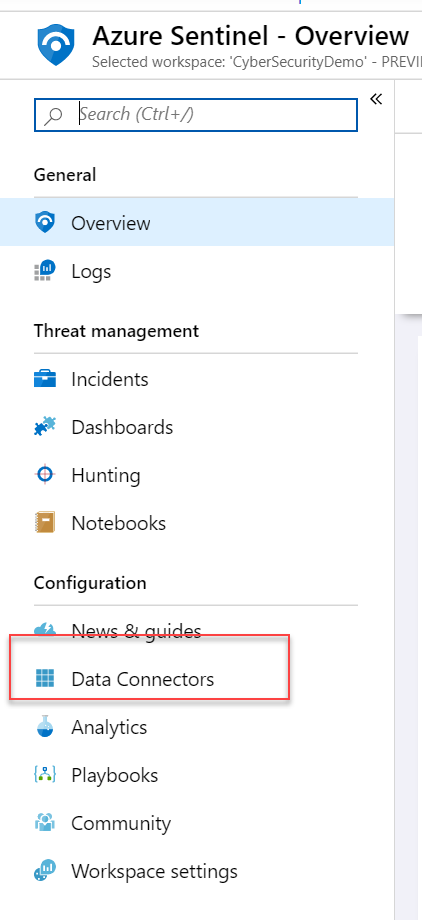 Azure Sentinel - Overview
Selected workspace: 'CyberSecurityDemo' - PREVI
Search (Ctrl+/)
«
General
Overview
Logs
Threat management
Incidents
Dashboards
Hunting
Notebooks
Configuration
News & guides
Data Connectors
Analytics
Playbooks
Community
Workspace settings